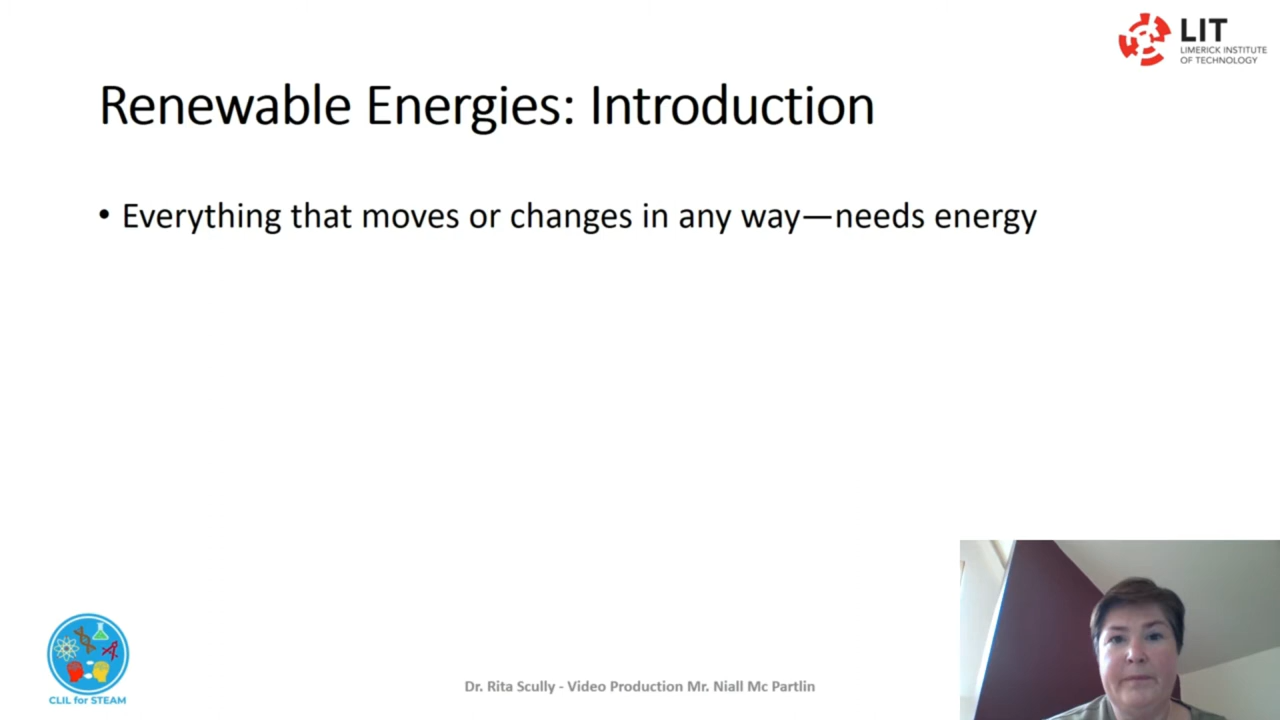 LIT
LIMERICK INSTITUTE
OF TECHNOLOGY
Renewable Energies: Introduction
• Everything that moves or changes in any way—needs energy
CLIL for STEAM
Dr. Rita Scully - Video Production Mr. Niall Mc Partlin